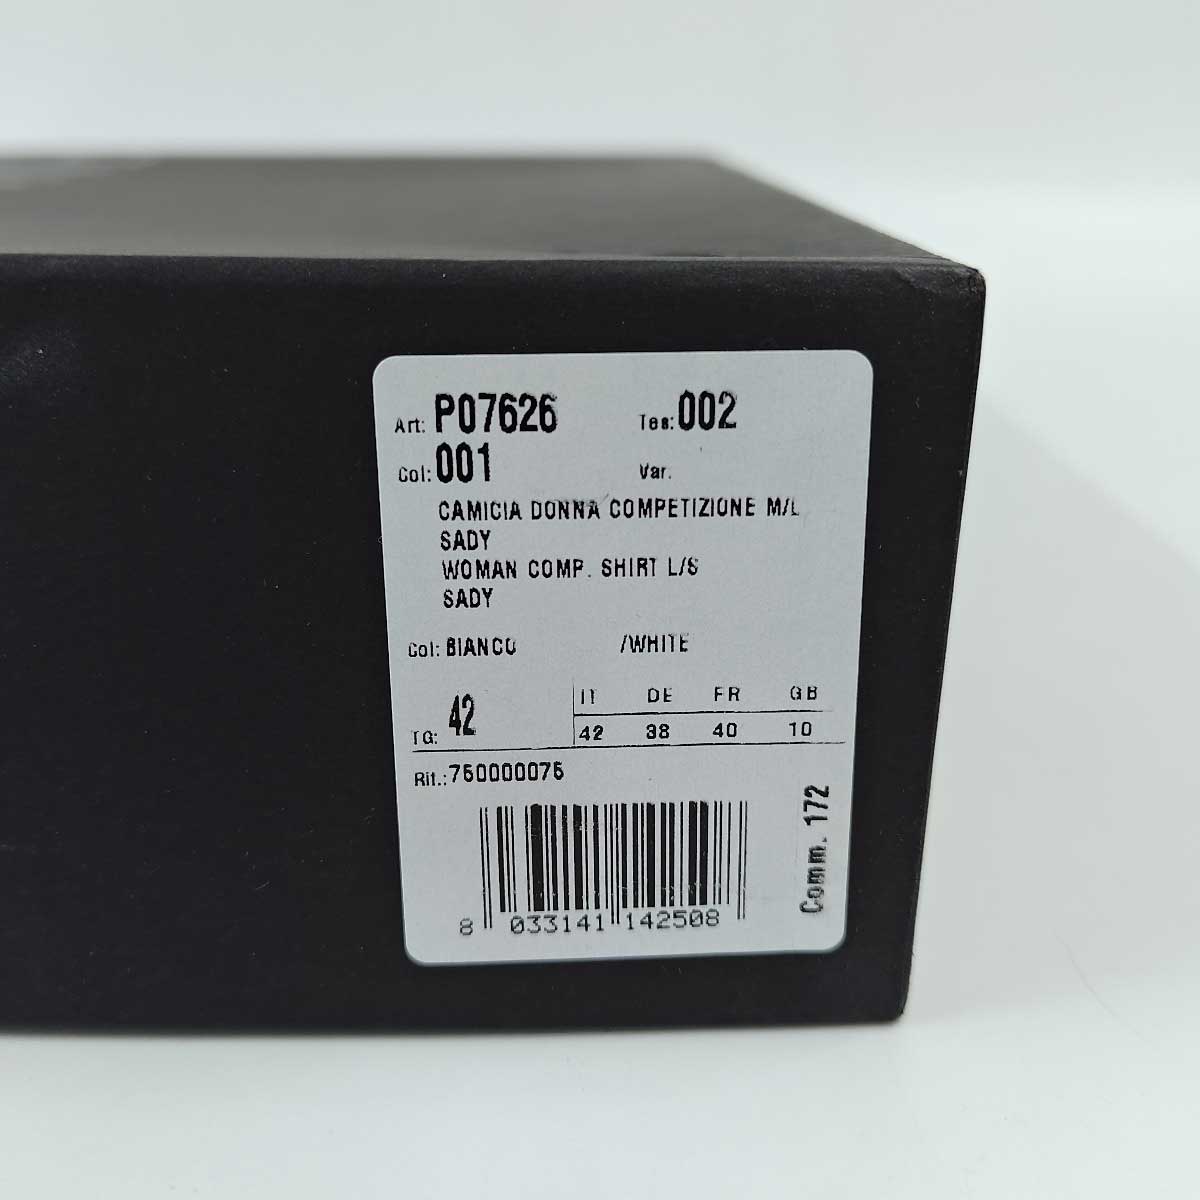 Art: P07626 Tes: 002
Col: 001 Var.
CAMICIA DONNA COMPETIZIONE M/L
SADY
WOMAN COMP. SHIRT L/S
SADY
Col: BIANCO /WHITE
IT DE FR GB
TG: 42 42 38 40 10
Rif.: 760000076
Comm. 172
8 033141 142508